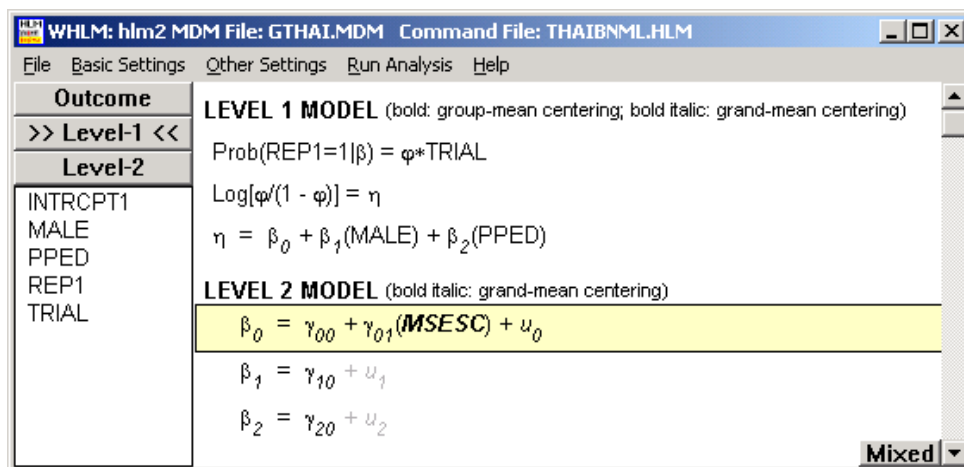 WHLM: hlm2 MDM File: GTHAI.MDM Command File: THAIBNML.HLM
File Basic Settings Other Settings Run Analysis Help
Outcome
>> Level-1 <<
Level-2
INTRCPT1
MALE
PPED
REP1
TRIAL
LEVEL 1 MODEL (bold: group-mean centering; bold italic: grand-mean centering)
Prob(REP1=1|β) = φ*TRIAL
Log[φ/(1 - φ)] = η
η = β0 + β1(MALE) + β2(PPED)
LEVEL 2 MODEL (bold italic: grand-mean centering)
β0 = γ00 + γ01(MSESC) + u0
β1 = γ10 + u1
β2 = γ20 + u2
Mixed